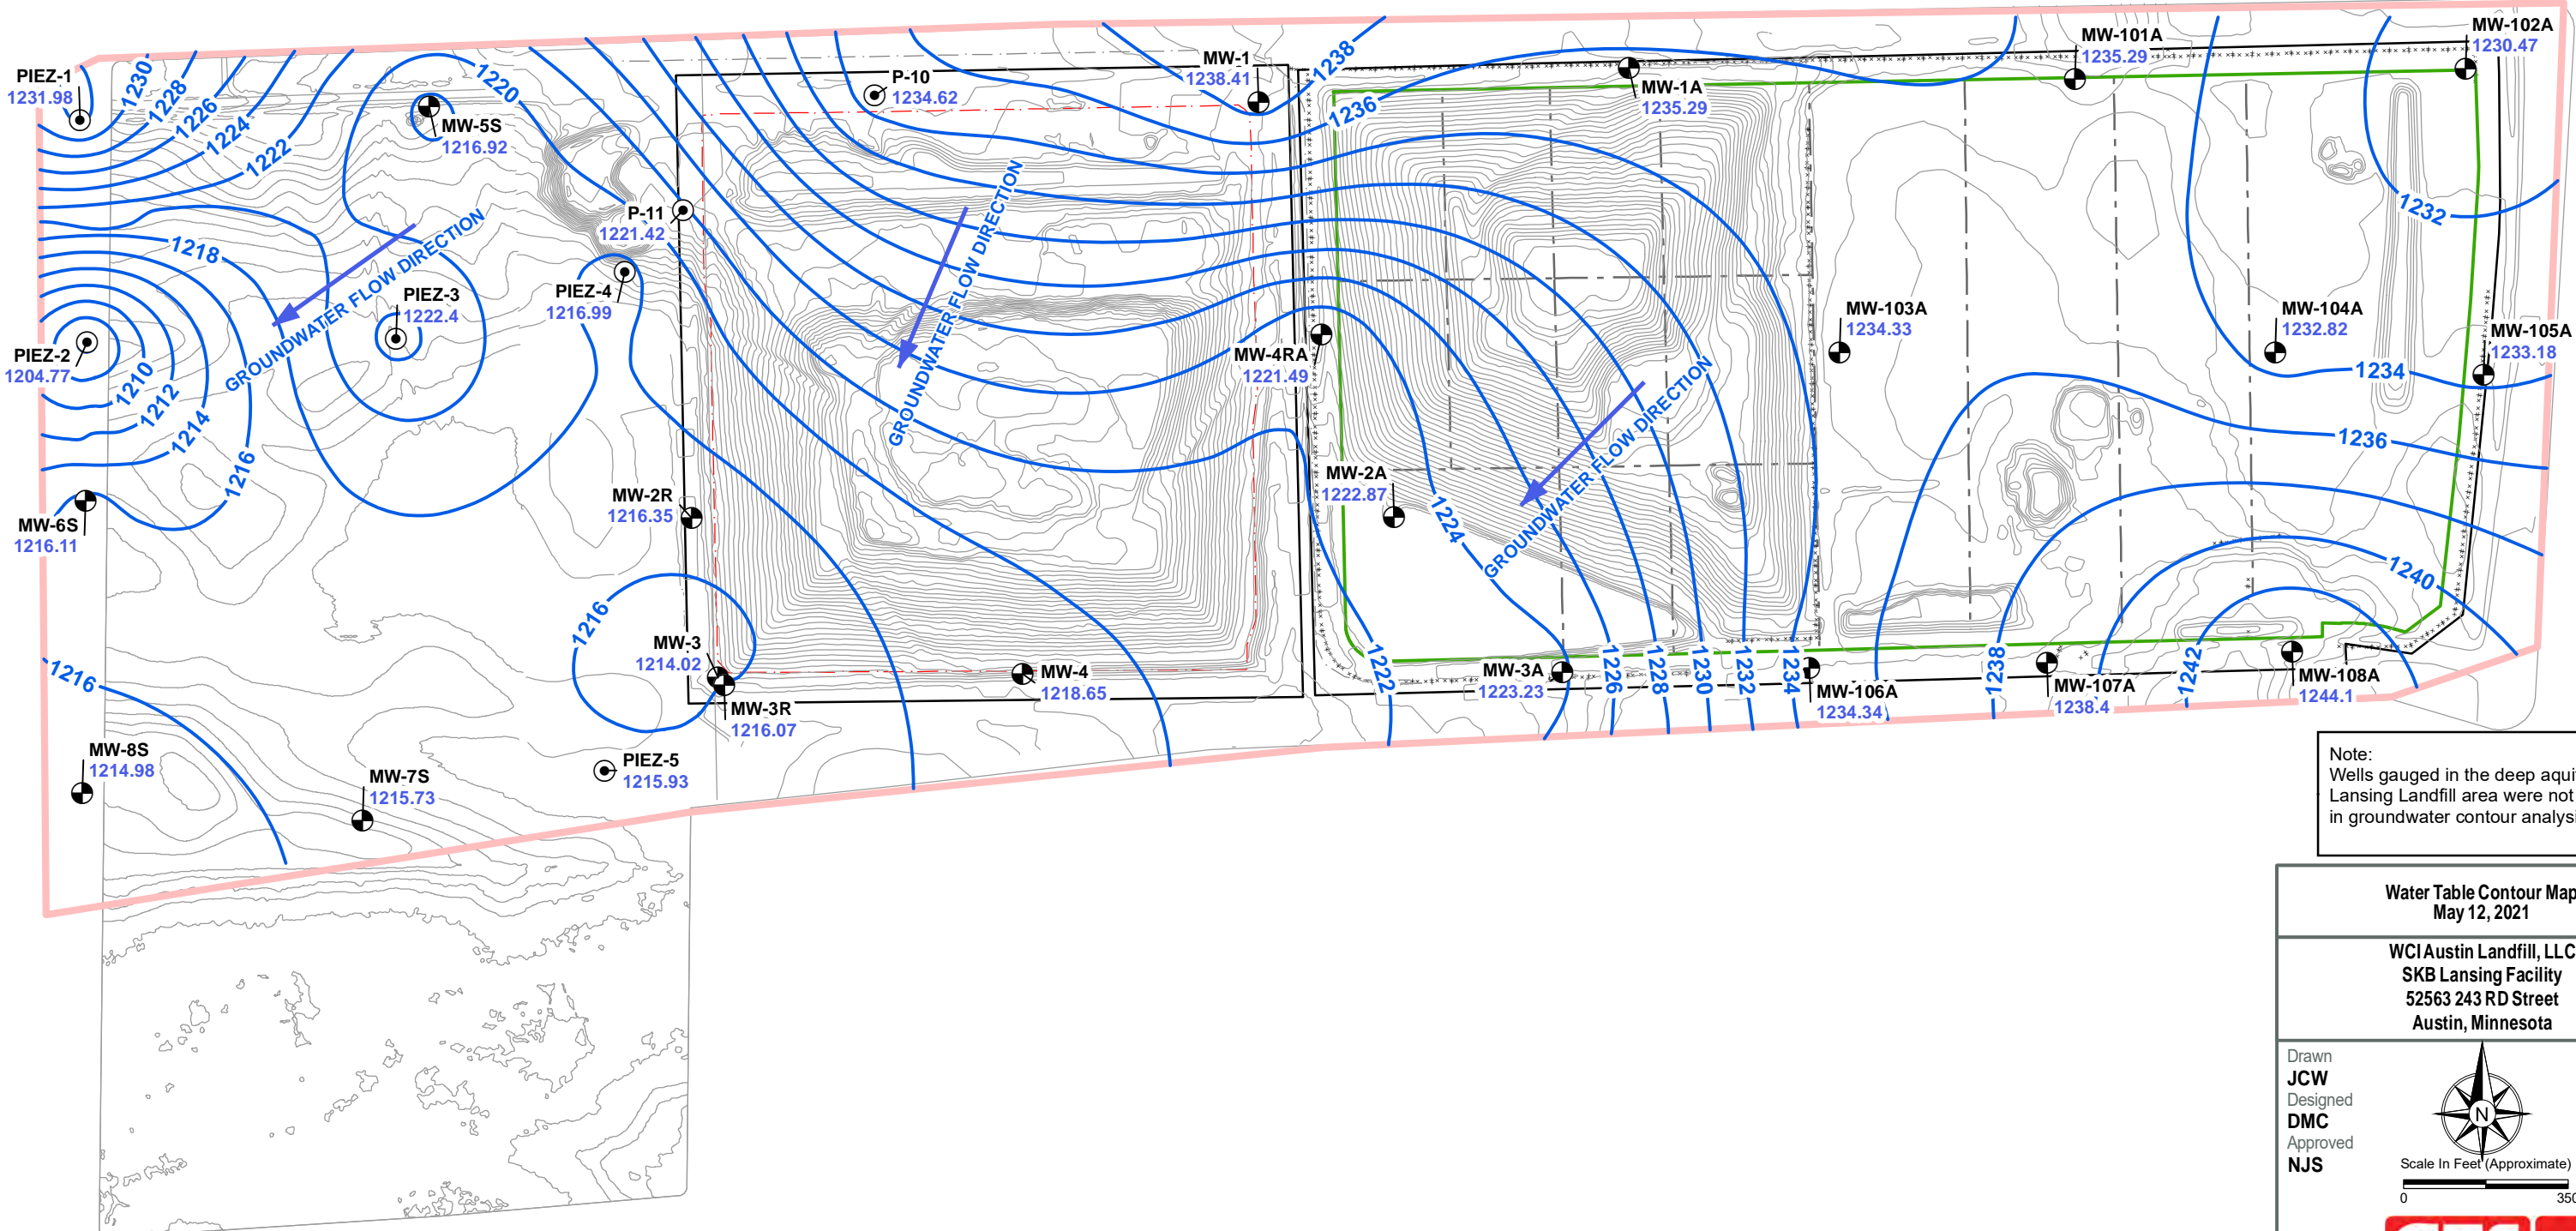 PIEZ-1
1231.98
1230
1228
1226
1224
1222
MW-5S
1216.92
1220
P-10
1234.62
MW-1
1238.41
1238
1236
MW-1A
1235.29
MW-101A
1235.29
MW-102A
1230.47
1232
P-11
1221.42
1218
GROUNDWATER FLOW DIRECTION
PIEZ-3
1222.4
PIEZ-4
1216.99
GROUNDWATER FLOW DIRECTION
PIEZ-2
1204.77
1210
1212
1214
1216
MW-4RA
1221.49
MW-103A
1234.33
MW-104A
1232.82
MW-105A
1233.18
1234
1236
GROUNDWATER FLOW DIRECTION
MW-6S
1216.11
MW-2R
1216.35
MW-2A
1222.87
1224
1240
1216
MW-3
1214.02
MW-3R
1216.07
MW-4
1218.65
1222
MW-3A
1223.23
1226
1228
1230
1232
1234
MW-106A
1234.34
1238
MW-107A
1238.4
1242
MW-108A
1244.1
1216
MW-8S
1214.98
MW-7S
1215.73
PIEZ-5
1215.93
Note:
Wells gauged in the deep aqui
Lansing Landfill area were not
in groundwater contour analysi
Water Table Contour Map
May 12, 2021
WCI Austin Landfill, LLC
SKB Lansing Facility
52563 243 RD Street
Austin, Minnesota
Drawn
JCW
Designed
DMC
Approved
NJS
N
Scale In Feet (Approximate)
0 350